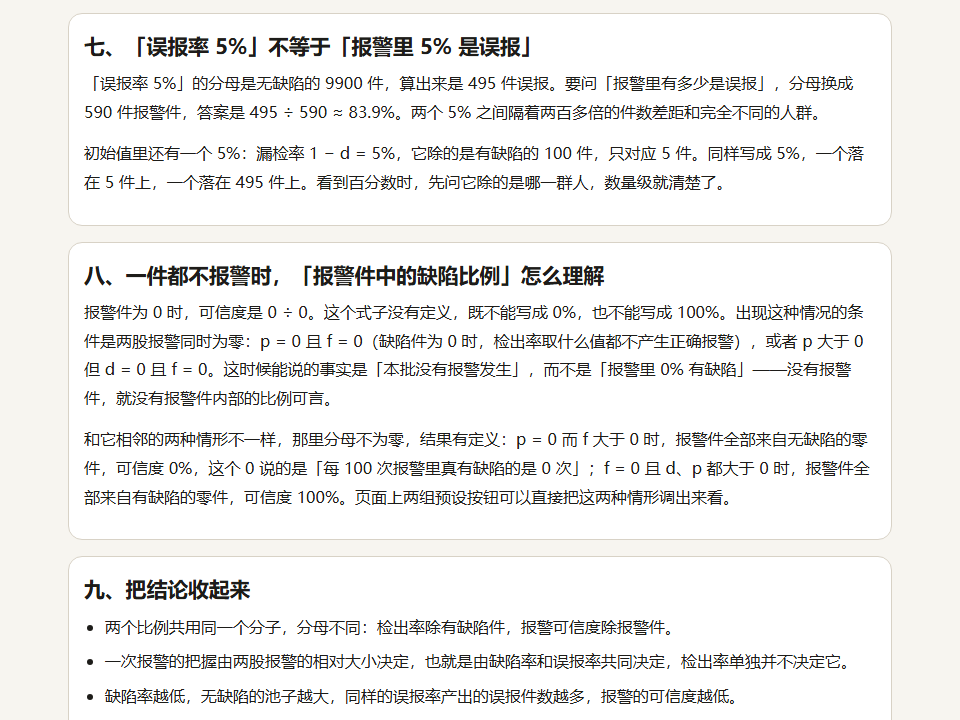 七、「误报率 5%」不等于「报警里 5% 是误报」
「误报率 5%」的分母是无缺陷的 9900 件，算出来是 495 件误报。要问「报警里有多少是误报」，分母换成
590 件报警件，答案是 495 ÷ 590 ≈ 83.9%。两个 5% 之间隔着两百多倍的件数差距和完全不同的人群。
初始值里还有一个 5%：漏检率 1 − d = 5%，它除的是有缺陷的 100 件，只对应 5 件。同样写成 5%，一个落
在 5 件上，一个落在 495 件上。看到百分数时，先问它除的是哪一群人，数量级就清楚了。
八、一件都不报警时，「报警件中的缺陷比例」怎么理解
报警件为 0 时，可信度是 0 ÷ 0。这个式子没有定义，既不能写成 0%，也不能写成 100%。出现这种情况的条
件是两股报警同时为零：p = 0 且 f = 0（缺陷件为 0 时，检出率取什么值都不产生正确报警），或者 p 大于 0
但 d = 0 且 f = 0。这时候能说的事实是「本批没有报警发生」，而不是「报警里 0% 有缺陷」——没有报警
件，就没有报警件内部的比例可言。
和它相邻的两种情形不一样，那里分母不为零，结果有定义：p = 0 而 f 大于 0 时，报警件全部来自无缺陷的零
件，可信度 0%，这个 0 说的是「每 100 次报警里真有缺陷的是 0 次」；f = 0 且 d、p 都大于 0 时，报警件全
部来自有缺陷的零件，可信度 100%。页面上两组预设按钮可以直接把这两种情形调出来看。
九、把结论收起来
• 两个比例共用同一个分子，分母不同：检出率除有缺陷件，报警可信度除报警件。
• 一次报警的把握由两股报警的相对大小决定，也就是由缺陷率和误报率共同决定，检出率单独并不决定它。
• 缺陷率越低，无缺陷的池子越大，同样的误报率产出的误报件数越多，报警的可信度越低。